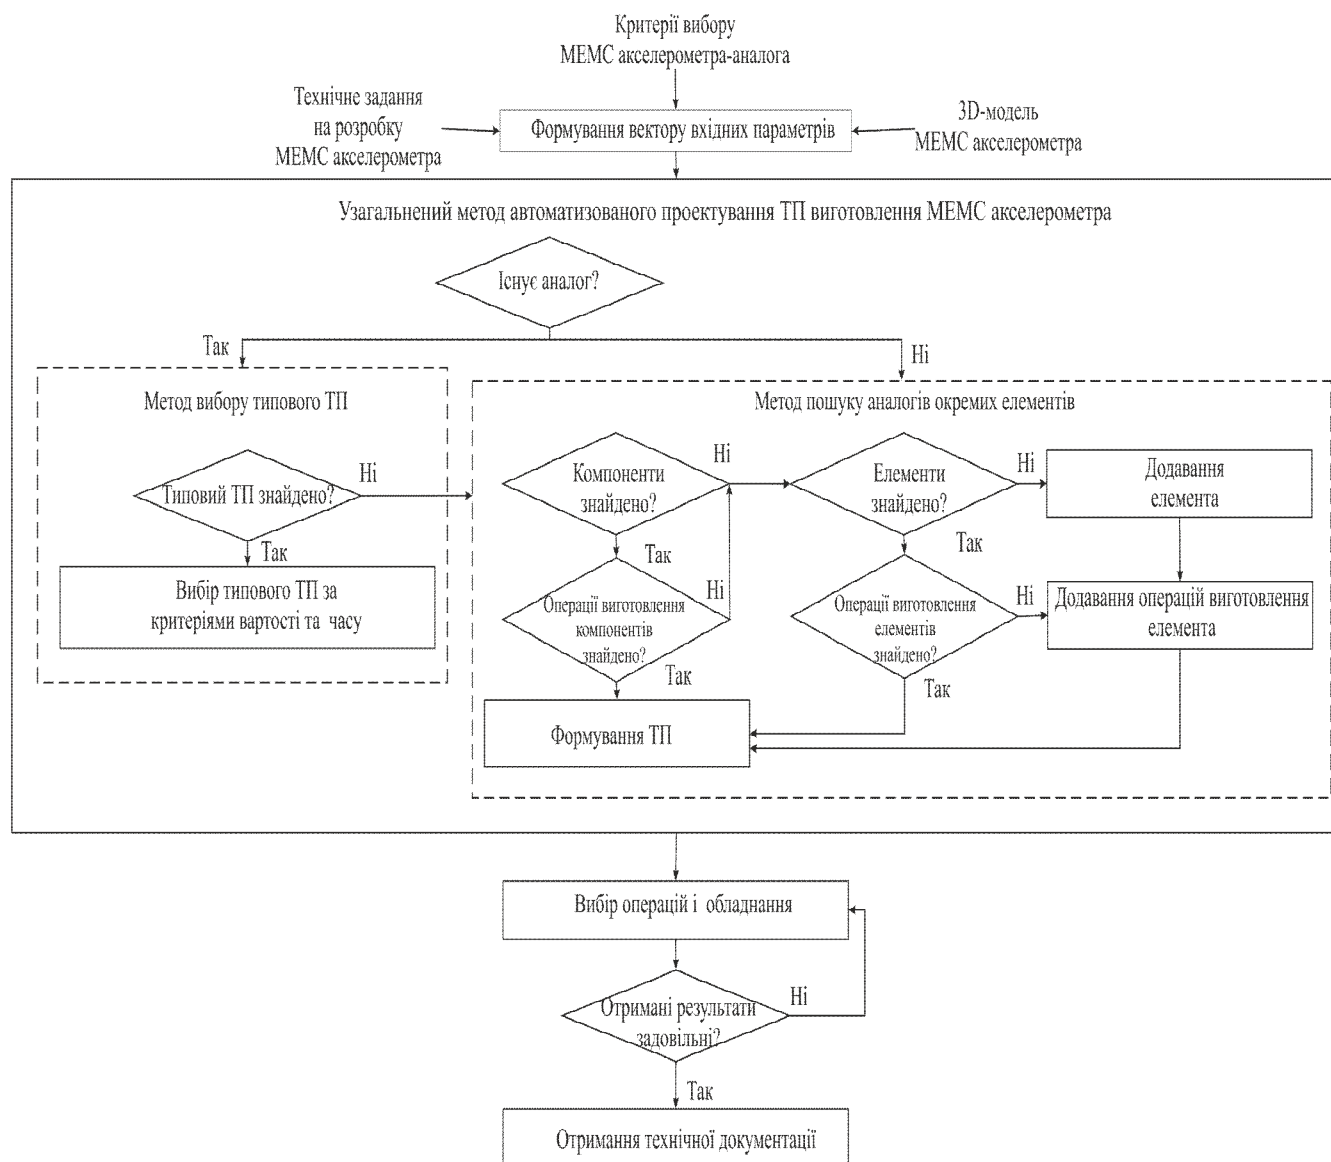 Критерії вибору
МЕМС акселерометра-аналога
Технічне задання
на розробку
МЕМС акселерометра
Формування вектору вхідних параметрів
3D-модель
МЕМС акселерометра
Узагальнений метод автоматизованого проектування ТП виготовлення МЕМС акселерометра
Існує аналог?
Так
Ні
Метод вибору типового ТП
Типовий ТП знайдено?
Ні
Так
Вибір типового ТП за
критеріями вартості та часу
Метод пошуку аналогів окремих елементів
Компоненти
знайдено?
Ні
Так
Елементи
знайдено?
Ні
Так
Додавання
елемента
Операції виготовлення
компонентів
знайдено?
Ні
Так
Операції виготовлення
елементів
знайдено?
Ні
Так
Додавання операцій виготовлення
елемента
Формування ТП
Вибір операцій і обладнання
Отримані результати
задовільні?
Ні
Так
Отримання технічної документації